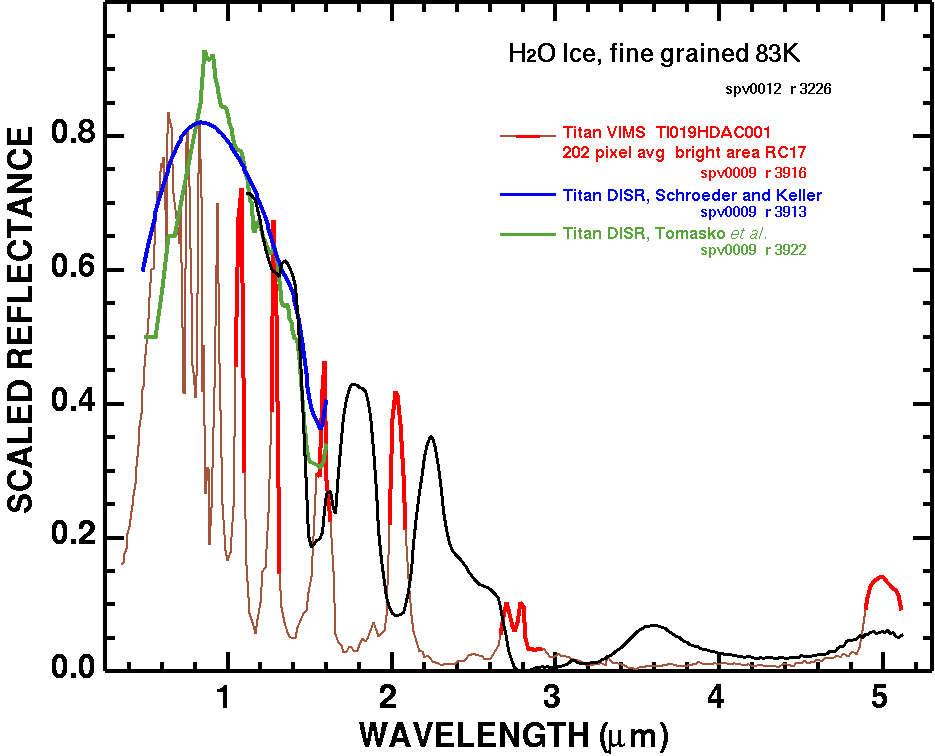 H2O Ice, fine grained 83K
spv0012 r 3226
Titan VIMS TI019HDAC001
202 pixel avg bright area RC17
spv0009 r 3916
Titan DISR, Schroeder and Keller
spv0009 r 3913
Titan DISR, Tomasko et al.
spv0009 r 3922
SCALED REFLECTANCE
0.8
0.6
0.4
0.2
0.0
1 2 3 4 5
WAVELENGTH (μm)